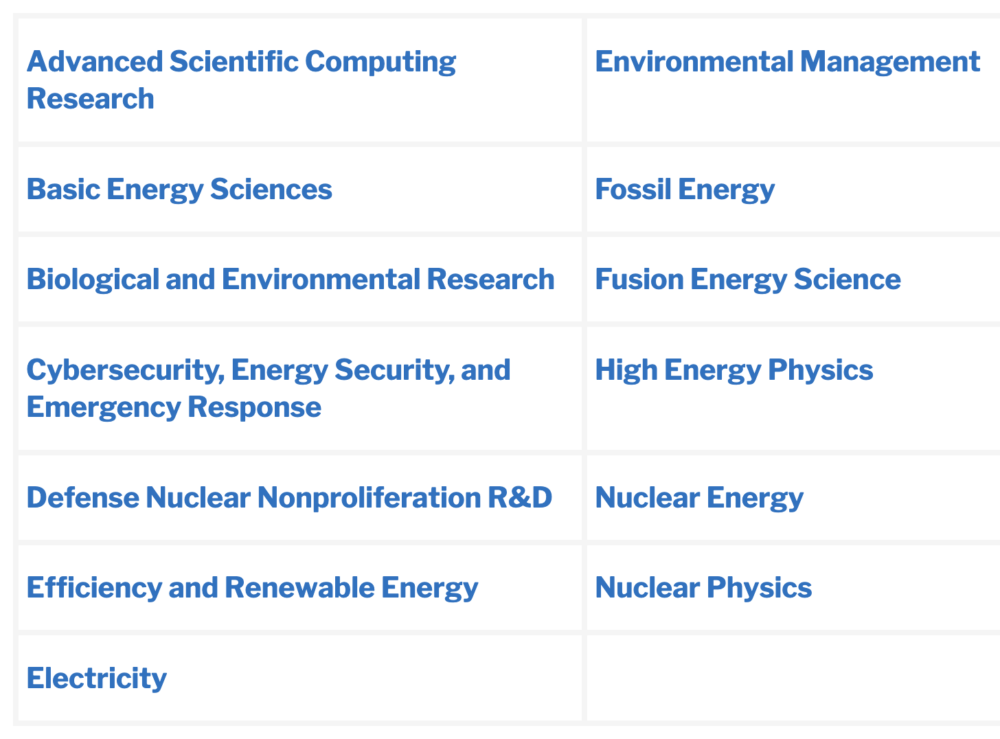 Advanced Scientific Computing
Research
Environmental Management
Basic Energy Sciences
Fossil Energy
Biological and Environmental Research
Fusion Energy Science
Cybersecurity, Energy Security, and
Emergency Response
High Energy Physics
Defense Nuclear Nonproliferation R&D
Nuclear Energy
Efficiency and Renewable Energy
Nuclear Physics
Electricity